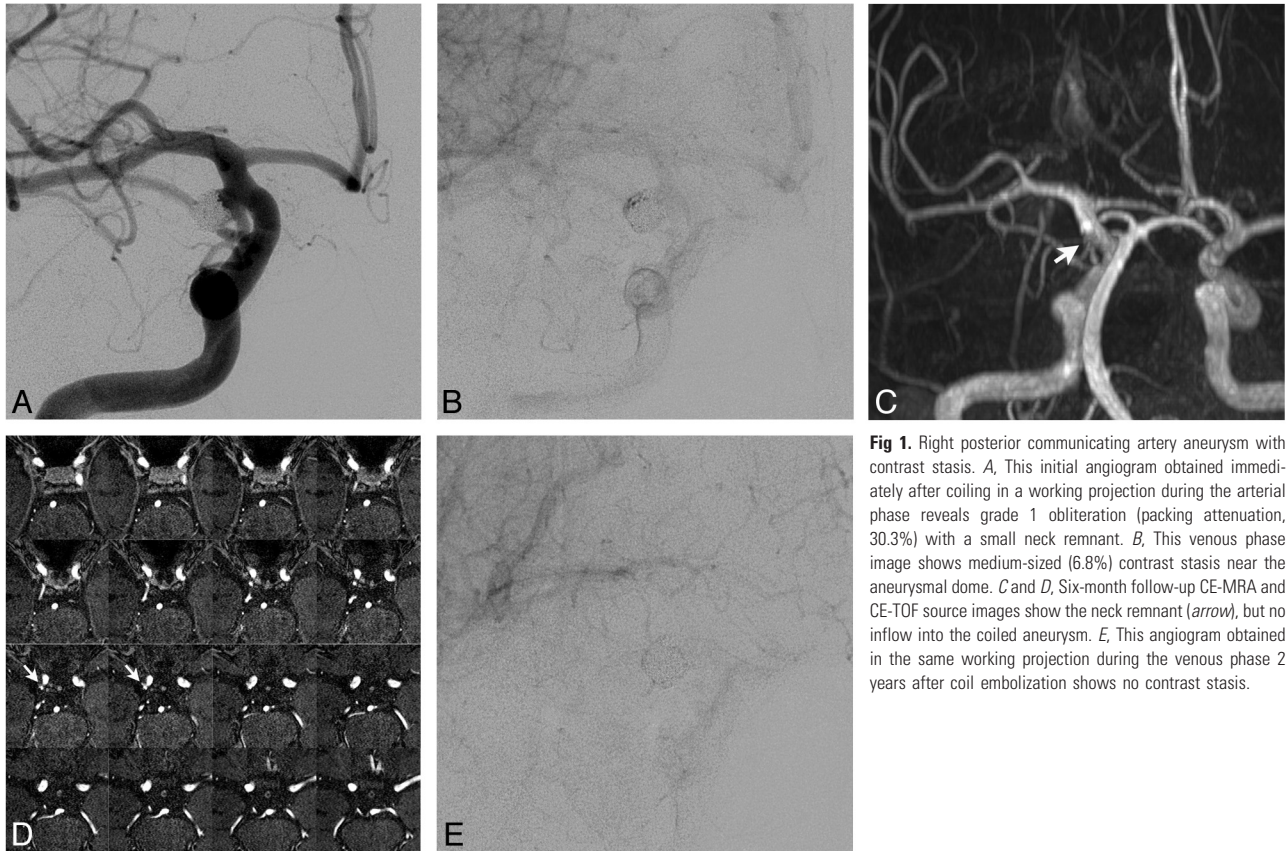 A
B
C
D
E
Fig 1. Right posterior communicating artery aneurysm with
contrast stasis. A, This initial angiogram obtained immedi-
ately after coiling in a working projection during the arterial
phase reveals grade 1 obliteration (packing attenuation,
30.3%) with a small neck remnant. B, This venous phase
image shows medium-sized (6.8%) contrast stasis near the
aneurysmal dome. C and D, Six-month follow-up CE-MRA and
CE-TOF source images show the neck remnant (arrow), but no
inflow into the coiled aneurysm. E, This angiogram obtained
in the same working projection during the venous phase 2
years after coil embolization shows no contrast stasis.